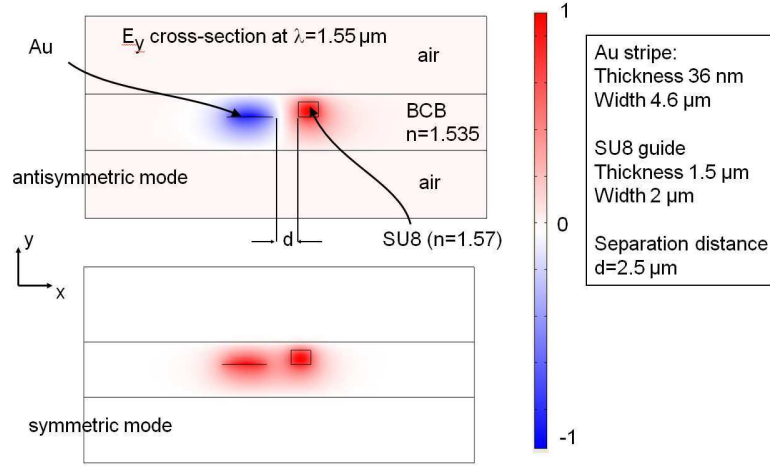 E_y cross-section at λ=1.55 μm
Au
air
BCB
n=1.535
antisymmetric mode
air
d
SU8 (n=1.57)
y
x
symmetric mode
1
0
-1
Au stripe:
Thickness 36 nm
Width 4.6 μm
SU8 guide
Thickness 1.5 μm
Width 2 μm
Separation distance
d=2.5 μm